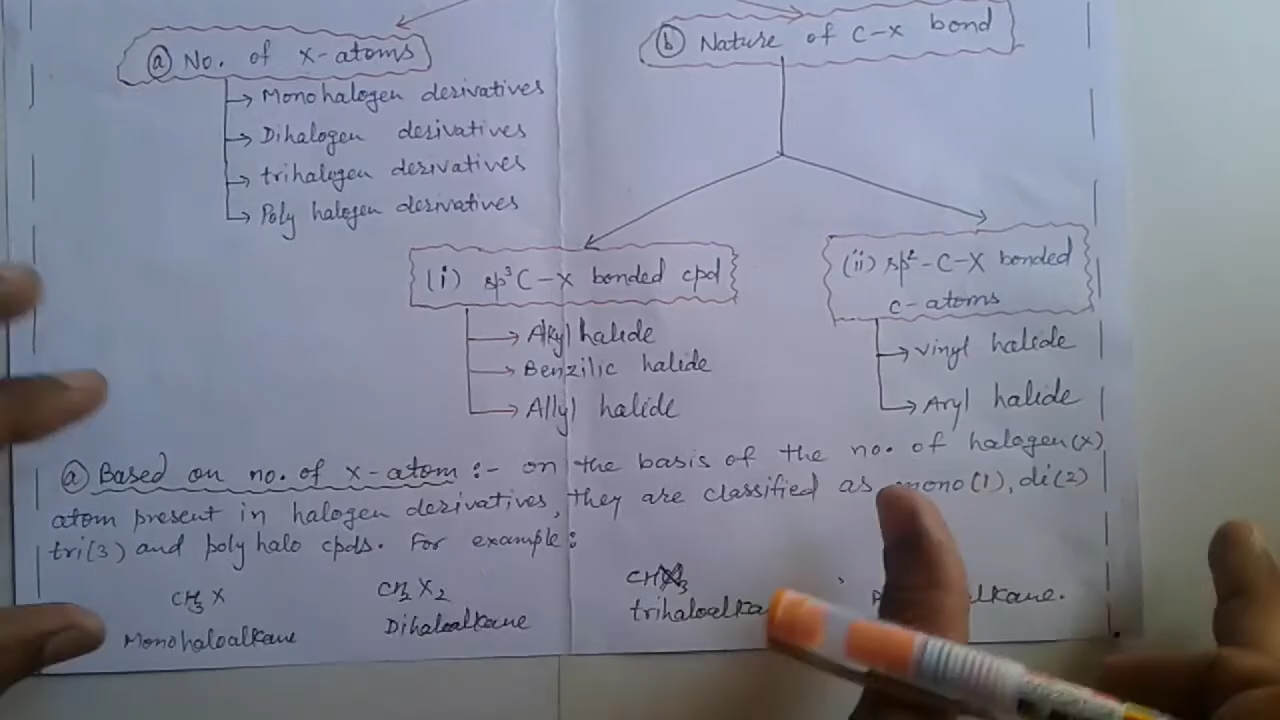 (a) No. of X-atoms
Monohalogen derivatives
Dihalogen derivatives
trihalogen derivatives
Poly halogen derivatives
(b) Nature of C-X bond
(i) sp³C-X bonded cpd
Alkyl halide
Benzilic halide
Allyl halide
(ii) sp²-C-X bonded
C-atoms
Vinyl halide
Aryl halide
(a) Based on no. of X-atom :- on the basis of the no. of halogen(x)
atom present in halogen derivatives, they are classified as mono(1), di(2)
tri(3) and poly halo cpds. For example:
CH₃X
Monohaloalkane
CH₂X₂
Dihaloalkane
CHX₃